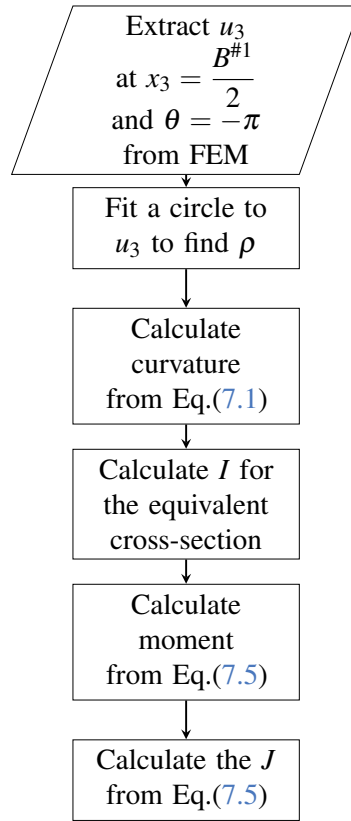 Extract u₃
at x₃ = B^{#1}/2
and θ = −π
from FEM
Fit a circle to
u₃ to find ρ
Calculate
curvature
from Eq.(7.1)
Calculate I for
the equivalent
cross-section
Calculate
moment
from Eq.(7.5)
Calculate the J
from Eq.(7.5)